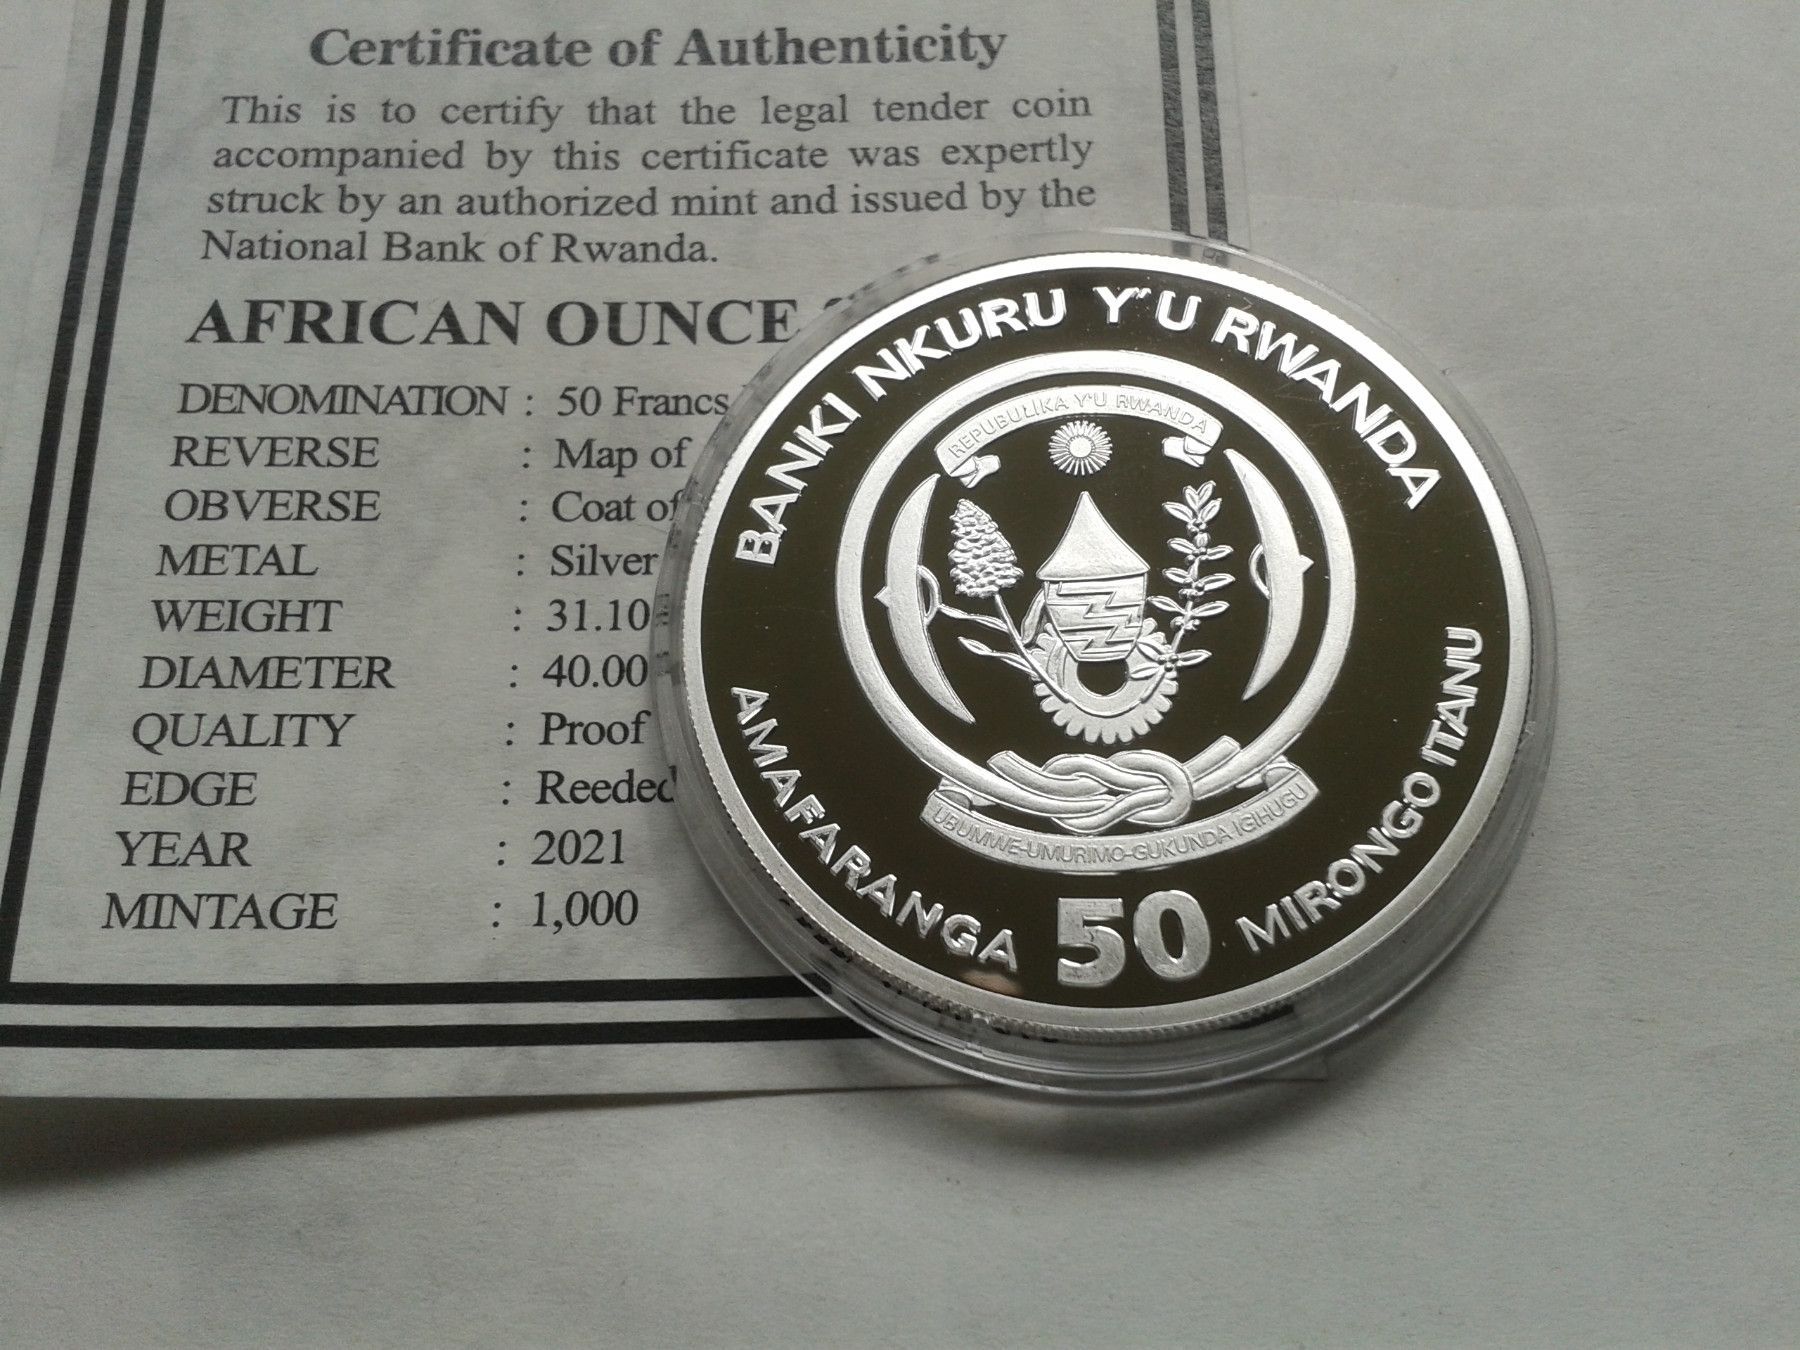 Certificate of Authenticity
This is to certify that the legal tender coin
accompanied by this certificate was expertly
struck by an authorized mint and issued by the
National Bank of Rwanda.
AFRICAN OUNCE
DENOMINATION : 50 Francs
REVERSE : Map of
OBVERSE : Coat of
METAL : Silver
WEIGHT : 31.10
DIAMETER : 40.00
QUALITY : Proof
EDGE : Reeded
YEAR : 2021
MINTAGE : 1,000
BANKI NKURU Y'U RWANDA
REPUBULIKA Y'U RWANDA
UBUMWE-UMURIMO-GUKUNDA IGIHUGU
AMAFARANGA 50 MIRONGO ITANU